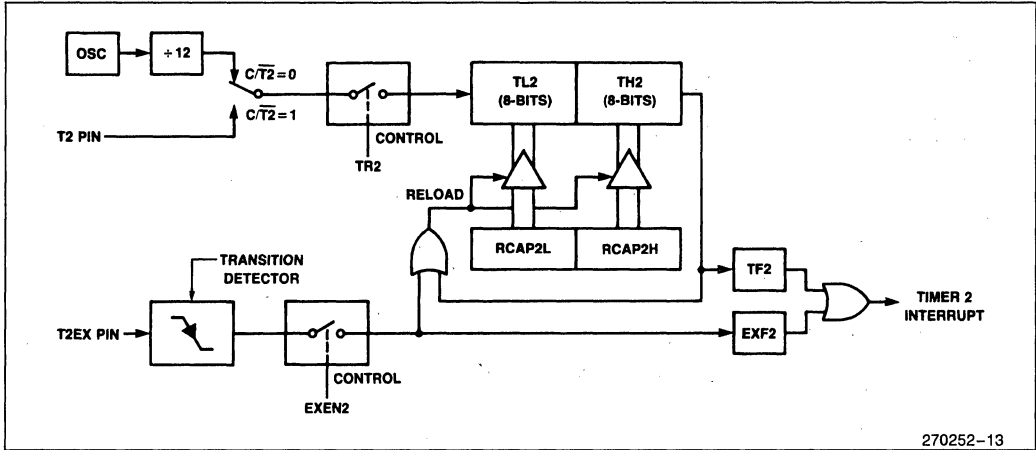 OSC
÷12
C/T2̅ = 0
C/T2̅ = 1
T2 PIN
CONTROL
TR2
TL2
(8-BITS)
TH2
(8-BITS)
RELOAD
RCAP2L
RCAP2H
TRANSITION
DETECTOR
T2EX PIN
CONTROL
EXEN2
TF2
EXF2
TIMER 2
INTERRUPT
270252–13